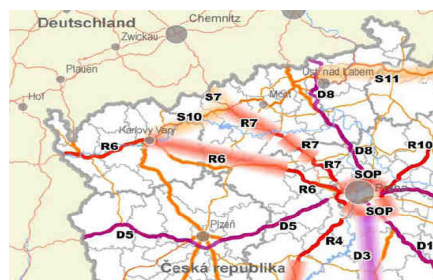 Deutschland
Chemnitz
Zwickau
Plauen
Hof
Ústí nad Labem
S11
S7
Most
D8
S10
R7
Karlovy Vary
R6
R7
D8
R10
R6
R7
SOP
R6
Praha
SOP
Plzeň
D5
D5
R4
D3
D1
Česká republika